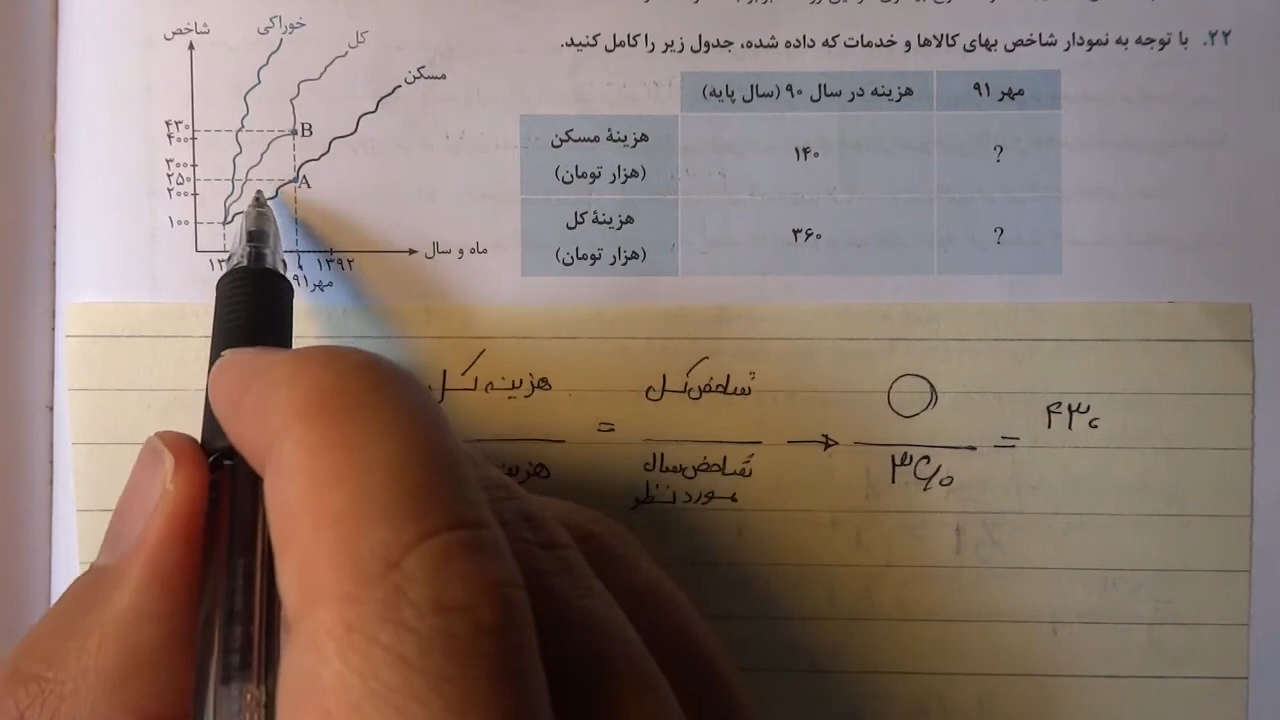 ۲۲. با توجه به نمودار شاخص بهای کالاها و خدمات که داده شده، جدول زیر را کامل کنید.
هزینه در سال ۹۰ (سال پایه)
مهر ۹۱
هزینهٔ مسکن
(هزار تومان)
۱۴۰
?
هزینهٔ کل
(هزار تومان)
۳۶۰
?
شاخص
خوراکی
کل
مسکن
۴۳۰
۴۰۰
۳۰۰
۲۵۰
۲۰۰
۱۰۰
B
A
۱۳۹۲
مهر۹۱
ماه و سال
هزینه کل
=
شاخص کل
شاخص سال
مورد نظر
۳۶۰
=
۴۳۰